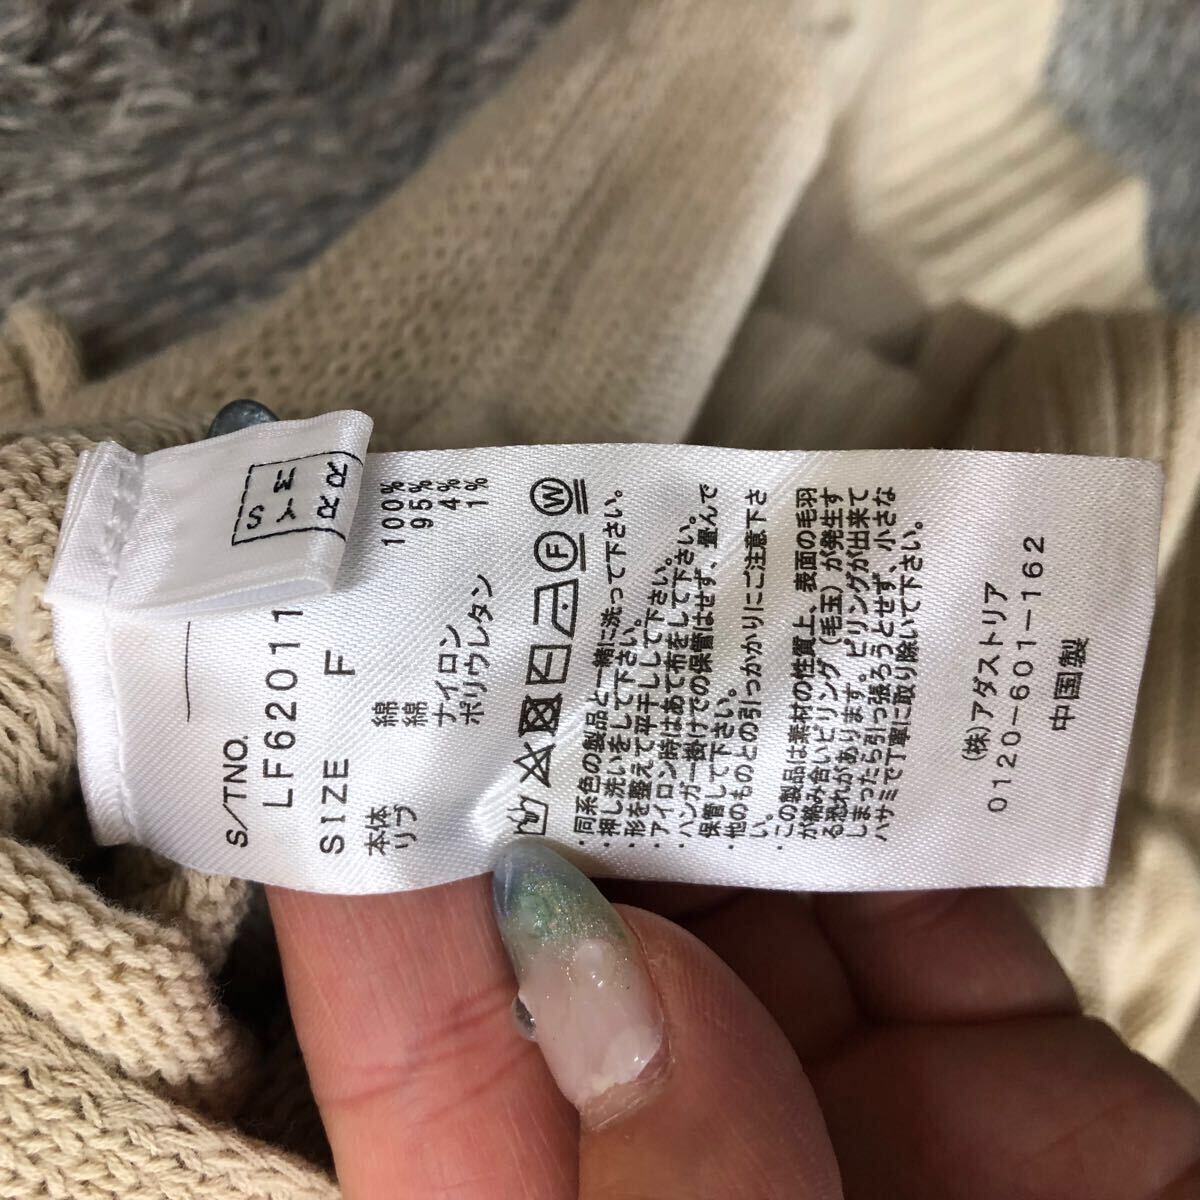 S/TNO.
LF62011
SIZE F
本体 綿 100%
リブ 綿 95%
ナイロン 4%
ポリウレタン 1%
F
W
・同系色の製品と一緒に洗って下さい。
・押し洗いをして下さい。
・形を整えて平干しして下さい。
・アイロン時はあて布をして下さい。
・ハンガー掛けでの保管はせず、畳んで
保管して下さい。
・他のものとの引っかかりにご注意下さ
い。
・この製品は素材の性質上、表面の毛羽
が絡み合いピリング（毛玉）が発生す
る恐れがあります。ピリングが出来て
しまったら引っ張ろうとせず、小さな
ハサミで丁寧に取り除いて下さい。
(株)アダストリア
0120-601-162
中国製
RRR
M
YS